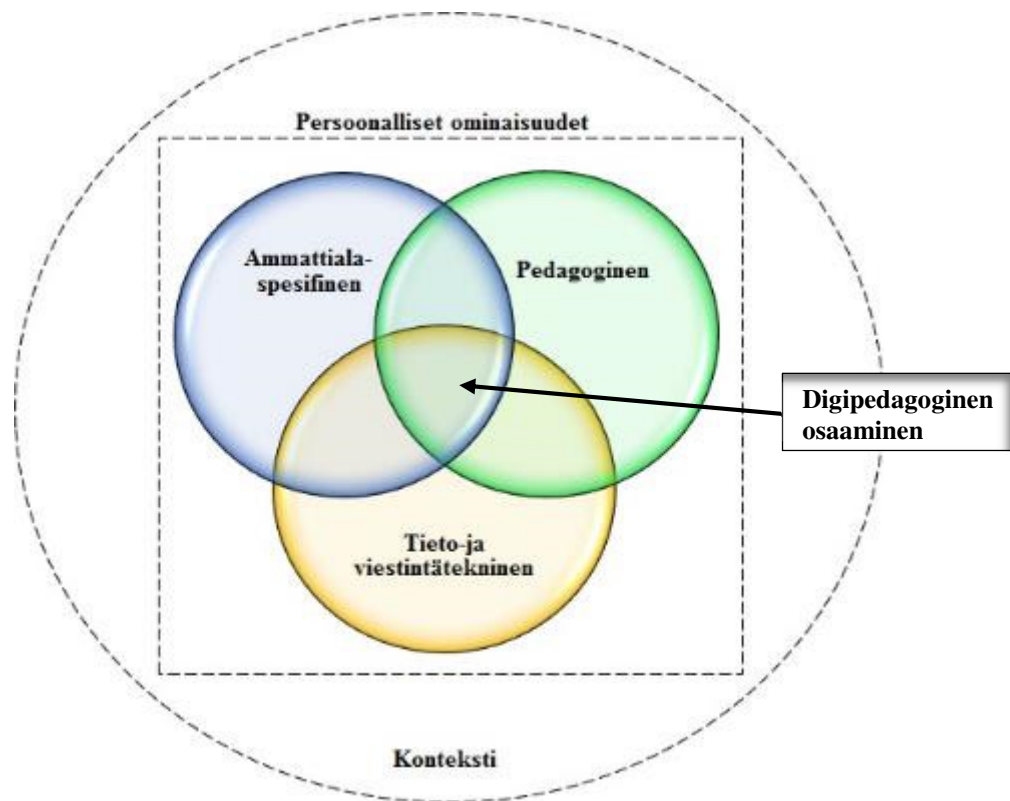 Persoonalliset ominaisuudet
Ammattiala-
spesifinen
Pedagoginen
Digipedagoginen
osaaminen
Tieto-ja
viestintätekninen
Konteksti